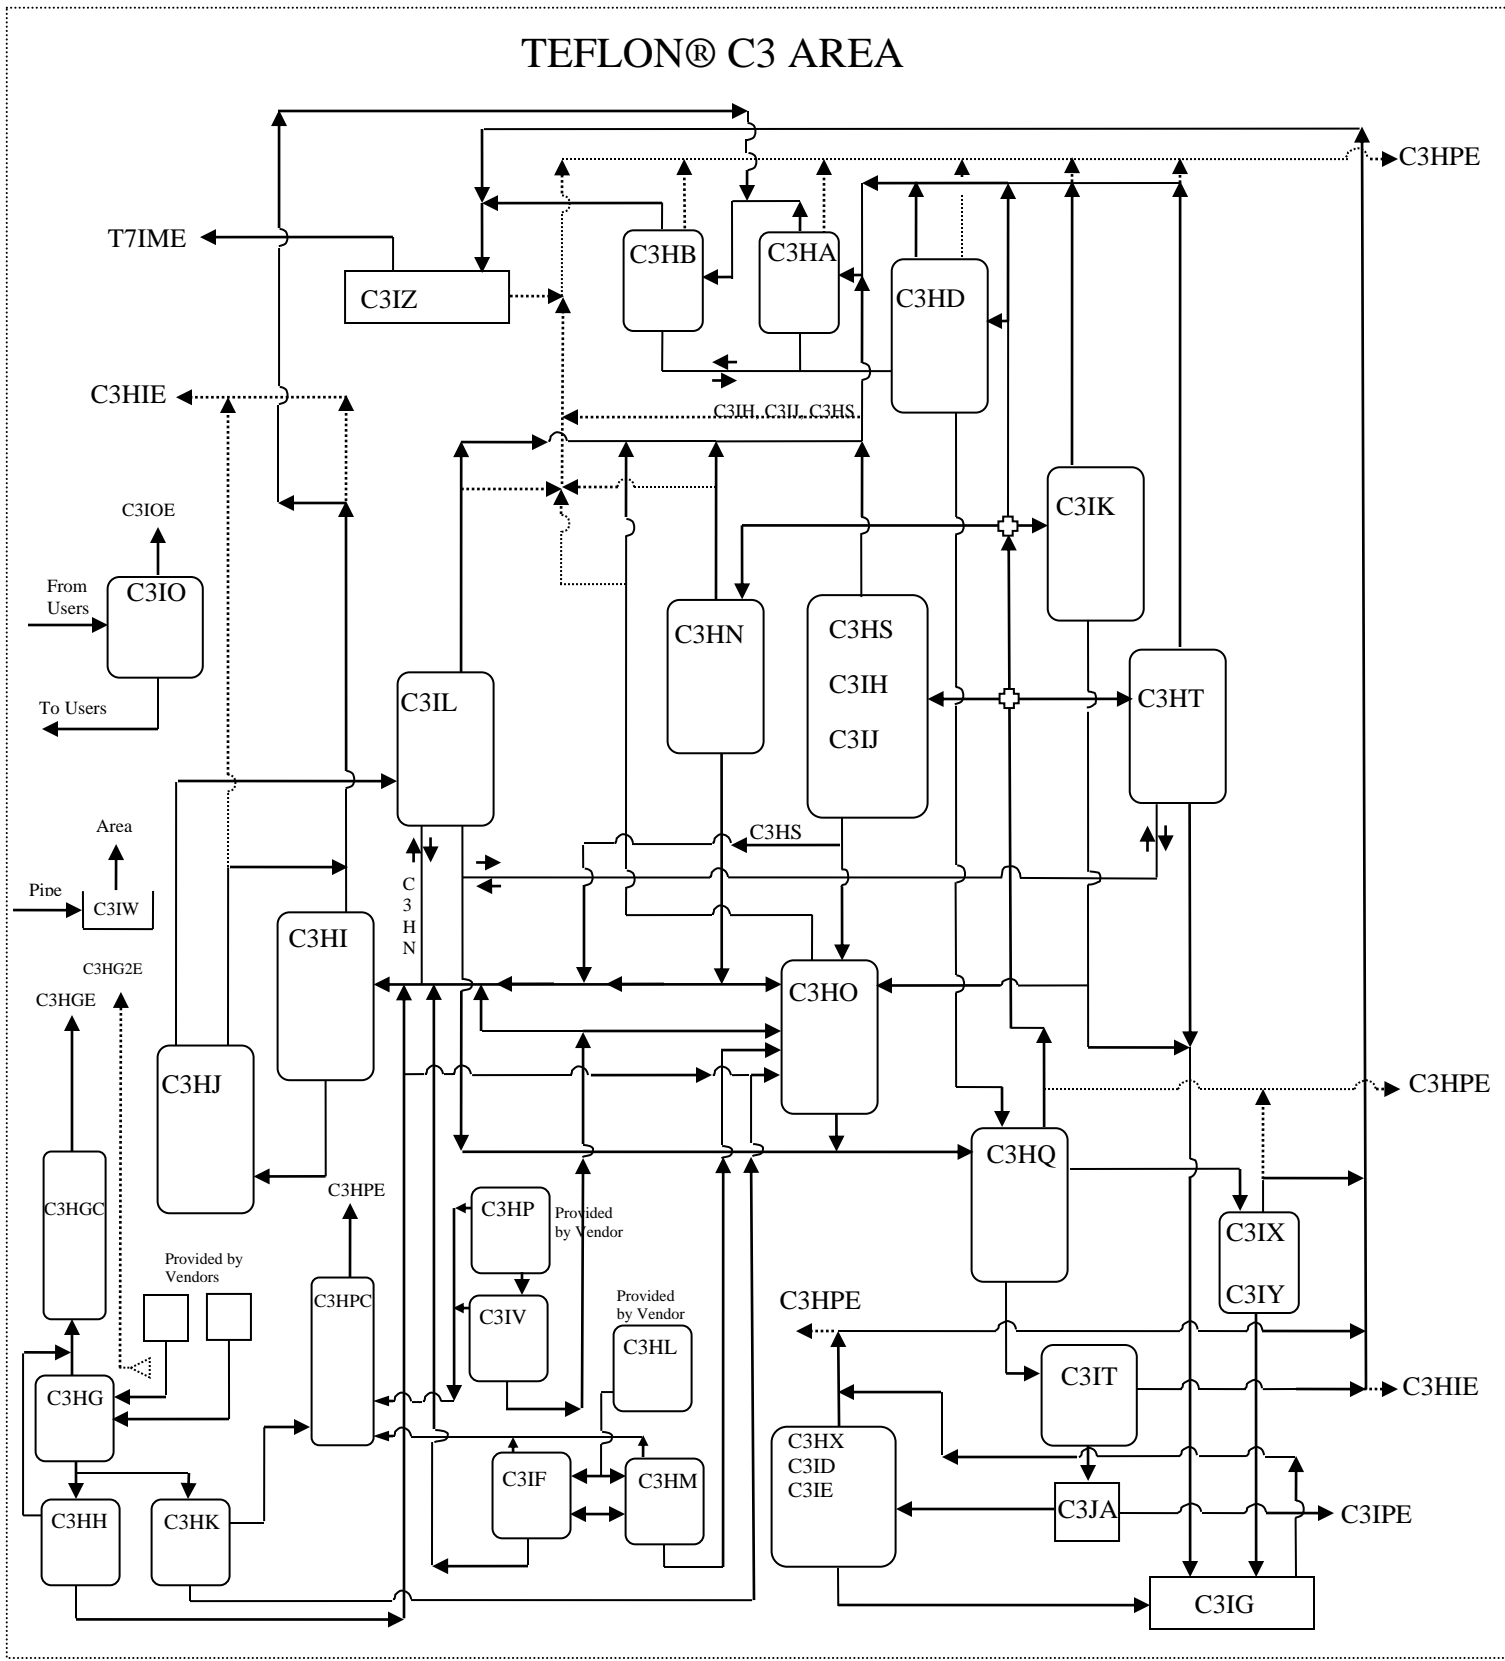 TEFLON® C3 AREA
C3HPE
T7IME
C3HB
C3HA
C3HD
C3IZ
C3HIE
C3IH, C3IJ, C3HS
C3IK
C3IOE
From
Users
C3IO
C3HN
C3HS
C3IH
C3IJ
C3IL
C3HT
To Users
Area
C3HS
Pipe
C3IW
C
3
H
N
C3HI
C3HG2E
C3HGE
C3HO
C3HJ
C3HPE
C3HQ
C3HGC
C3HPE
C3HP
Provided
by Vendor
C3IX
C3IY
Provided by
Vendors
C3HPC
C3IV
Provided
by Vendor
C3HL
C3HPE
C3HG
C3IT
C3HIE
C3HX
C3ID
C3IE
C3IF
C3HM
C3HH
C3HK
C3JA
C3IPE
C3IG